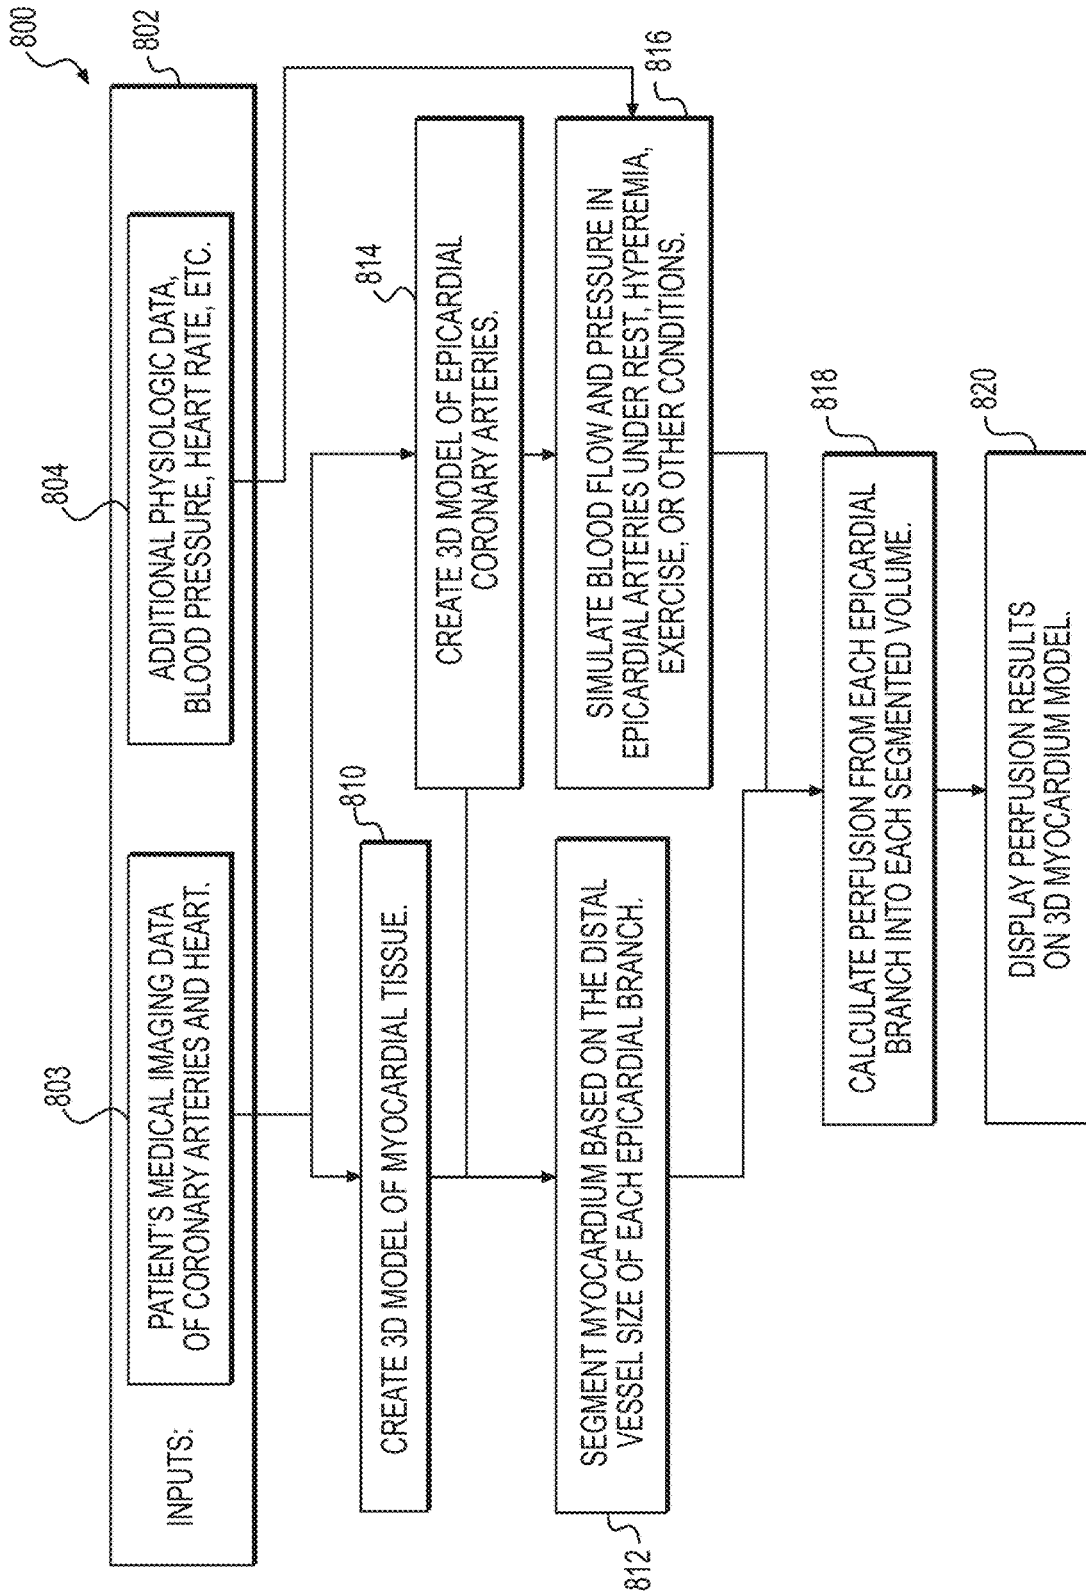 800
802
INPUTS:
803
PATIENT'S MEDICAL IMAGING DATA
OF CORONARY ARTERIES AND HEART.
804
ADDITIONAL PHYSIOLOGIC DATA,
BLOOD PRESSURE, HEART RATE, ETC.
810
CREATE 3D MODEL OF MYOCARDIAL TISSUE.
814
CREATE 3D MODEL OF EPICARDIAL
CORONARY ARTERIES.
812
SEGMENT MYOCARDIUM BASED ON THE DISTAL
VESSEL SIZE OF EACH EPICARDIAL BRANCH.
816
SIMULATE BLOOD FLOW AND PRESSURE IN
EPICARDIAL ARTERIES UNDER REST, HYPEREMIA,
EXERCISE, OR OTHER CONDITIONS.
818
CALCULATE PERFUSION FROM EACH EPICARDIAL
BRANCH INTO EACH SEGMENTED VOLUME.
820
DISPLAY PERFUSION RESULTS
ON 3D MYOCARDIUM MODEL.